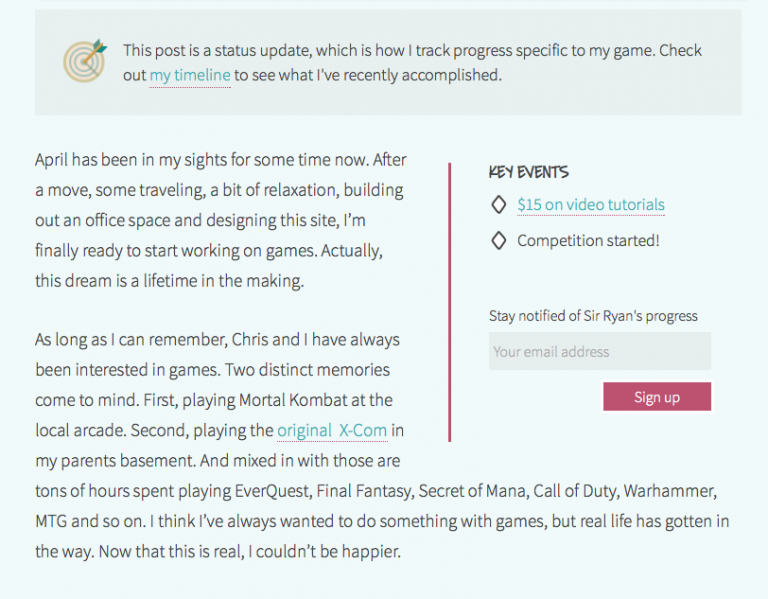 This post is a status update, which is how I track progress specific to my game. Check
out my timeline to see what I've recently accomplished.
April has been in my sights for some time now. After
a move, some traveling, a bit of relaxation, building
out an office space and designing this site, I’m
finally ready to start working on games. Actually,
this dream is a lifetime in the making.
As long as I can remember, Chris and I have always
been interested in games. Two distinct memories
come to mind. First, playing Mortal Kombat at the
local arcade. Second, playing the original X-Com in
my parents basement. And mixed in with those are
tons of hours spent playing EverQuest, Final Fantasy, Secret of Mana, Call of Duty, Warhammer,
MTG and so on. I think I’ve always wanted to do something with games, but real life has gotten in
the way. Now that this is real, I couldn’t be happier.
KEY EVENTS
$15 on video tutorials
Competition started!
Stay notified of Sir Ryan's progress
Your email address
Sign up